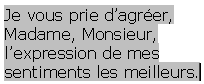 Je vous prie d’agréer,
Madame, Monsieur,
l’expression de mes
sentiments les meilleurs.